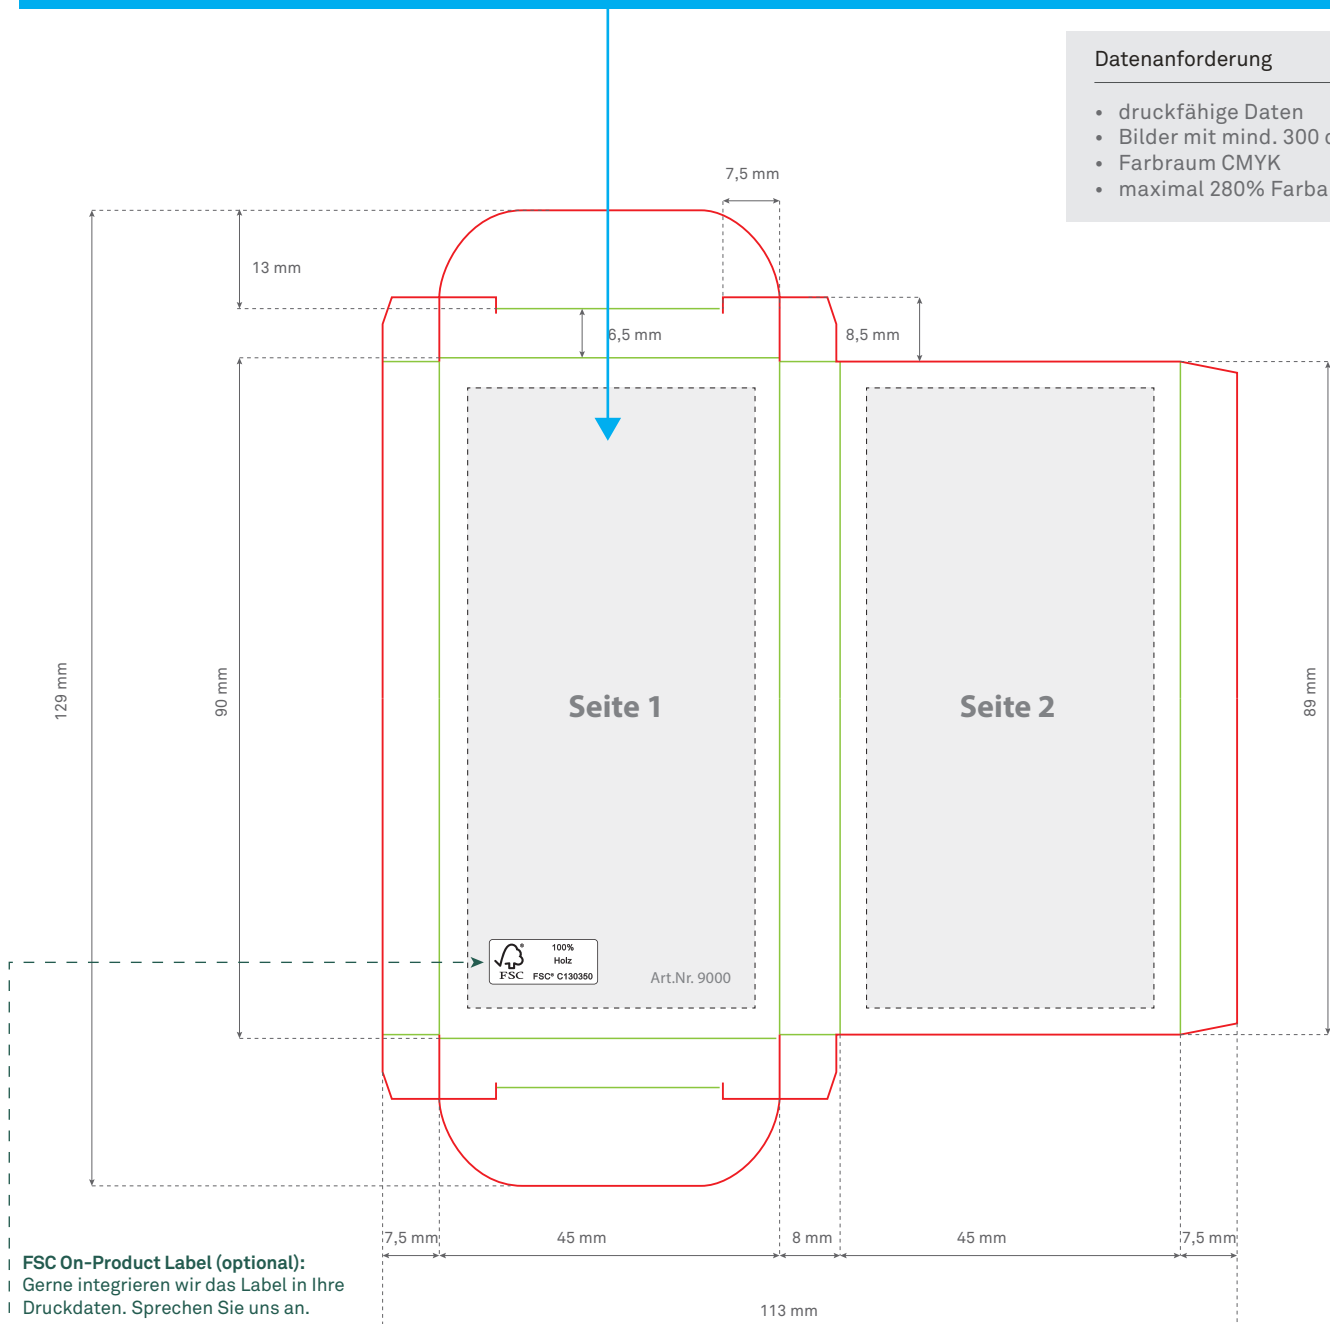 Datenanforderung
• druckfähige Daten
• Bilder mit mind. 300
• Farbraum CMYK
• maximal 280%
7,5 mm
13 mm
6,5 mm
8,5 mm
129 mm
90 mm
Seite 1
Seite 2
89 mm
100%
Holz
FSC
FSC® C130350
Art.Nr. 9000
7,5 mm
45 mm
8 mm
45 mm
7,5 mm
113 mm
FSC On-Product Label (optional):
Gerne integrieren wir das Label in Ihre
Druckdaten. Sprechen Sie uns an.